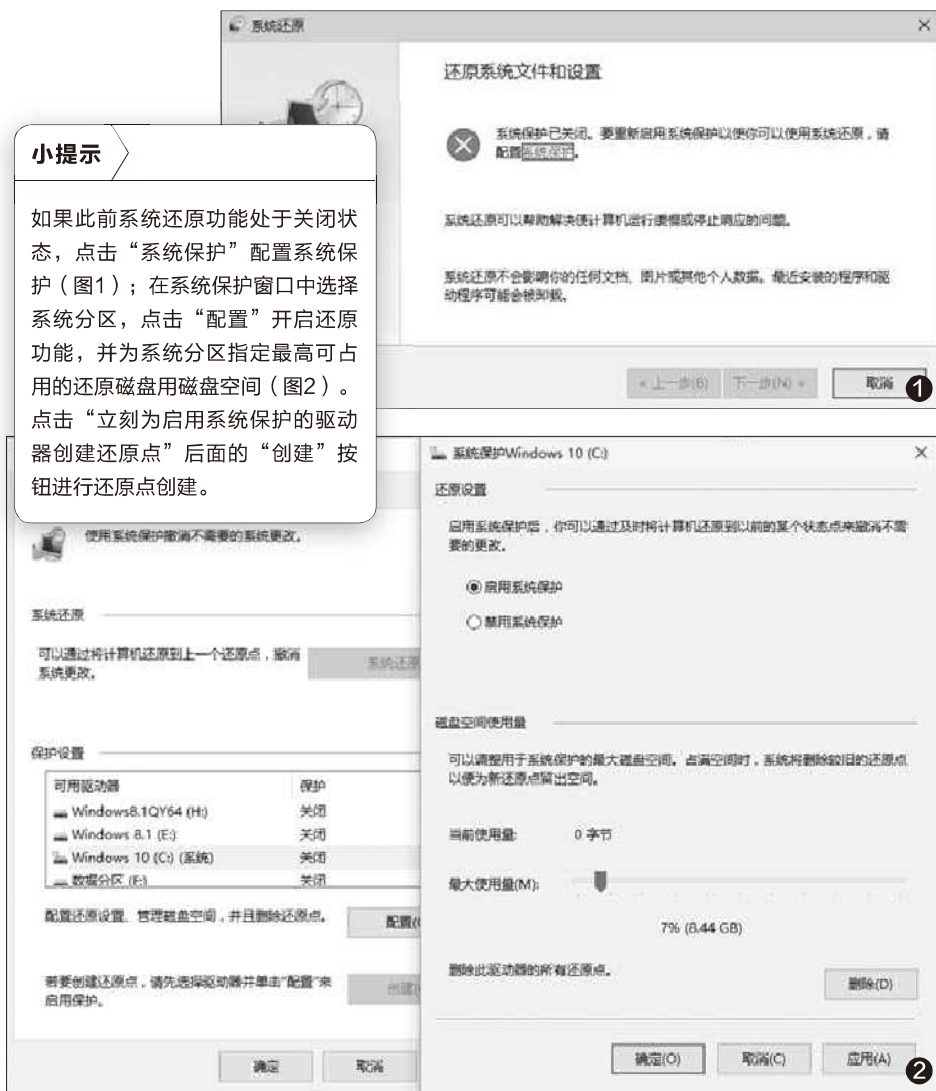 系统还原
还原系统文件和设置
系统保护已关闭。要重新启用系统保护以便你可以使用系统还原，请
配置系统保护。
系统还原可以帮助解决使计算机运行缓慢或停止响应的问题。
系统还原不会影响你的任何文档、图片或其他个人数据。最近安装的程序和驱
动程序可能会被卸载。
«上一步(B)
下一步(N)»
取消
1
小提示
如果此前系统还原功能处于关闭状
态，点击“系统保护”配置系统保
护（图1）；在系统保护窗口中选择
系统分区，点击“配置”开启还原
功能，并为系统分区指定最高可占
用的还原磁盘用磁盘空间（图2）。
点击“立刻为启用系统保护的驱动
器创建还原点”后面的“创建”按
钮进行还原点创建。
使用系统保护撤消不需要的系统更改。
系统还原
可以通过将计算机还原到上一个还原点，撤消
系统更改。
系统还原
保护设置
可用驱动器 保护
Windows8.1QY64 (H:) 关闭
Windows 8.1 (E:) 关闭
Windows 10 (C:) (系统) 关闭
数据分区 (F:) 关闭
配置还原设置、管理磁盘空间，并且删除还原点。
配置(
若要创建还原点，请先选择驱动器并单击"配置"来
启用保护。
创建(
确定
取消
系统保护Windows 10 (C:)
还原设置
启用系统保护后，你可以通过及时将计算机还原到以前的某个状态点来撤消不需
要的更改。
启用系统保护
禁用系统保护
磁盘空间使用量
可以调整用于系统保护的最大磁盘空间。占满空间时，系统将删除较旧的还原点
以便为新还原点留出空间。
当前使用量: 0 字节
最大使用量(M):
7% (8.44 GB)
删除此驱动器的所有还原点。
删除(D)
确定(O)
取消(C)
应用(A)
2